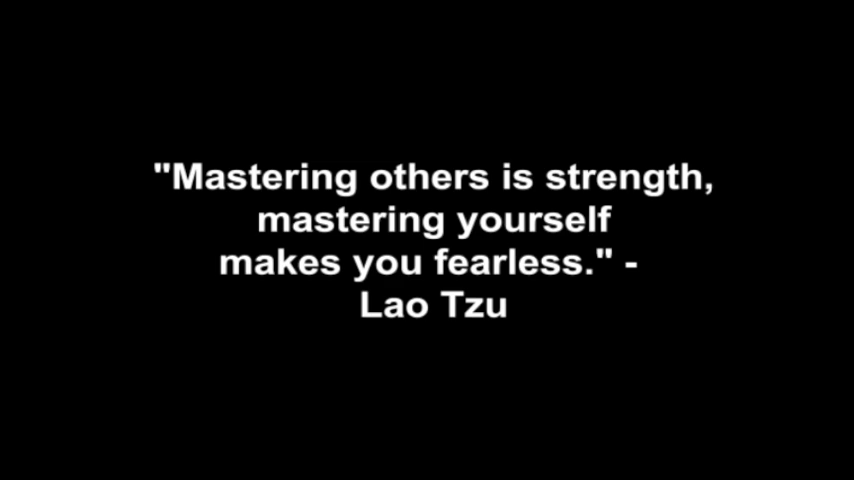 "Mastering others is strength,
mastering yourself
makes you fearless." -
Lao Tzu